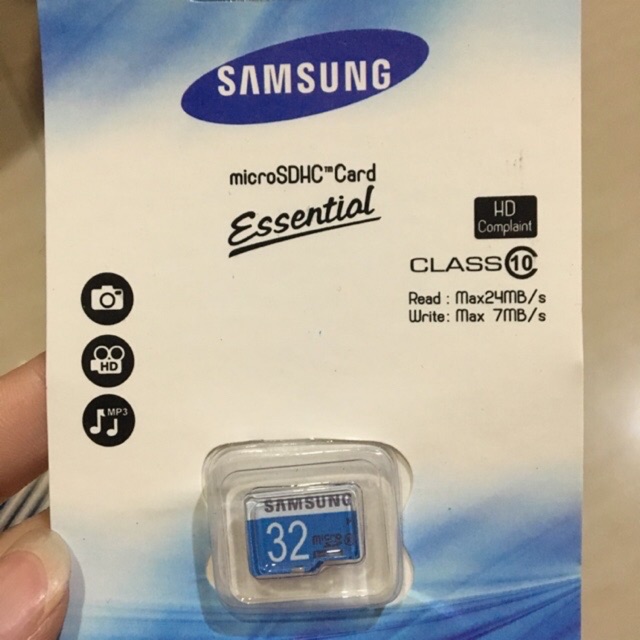 SAMSUNG
microSDHC™Card
Essential
HD
Complaint
CLASS 10
Read : Max24MB/s
Write: Max 7MB/s
HD
MP3
SAMSUNG
32